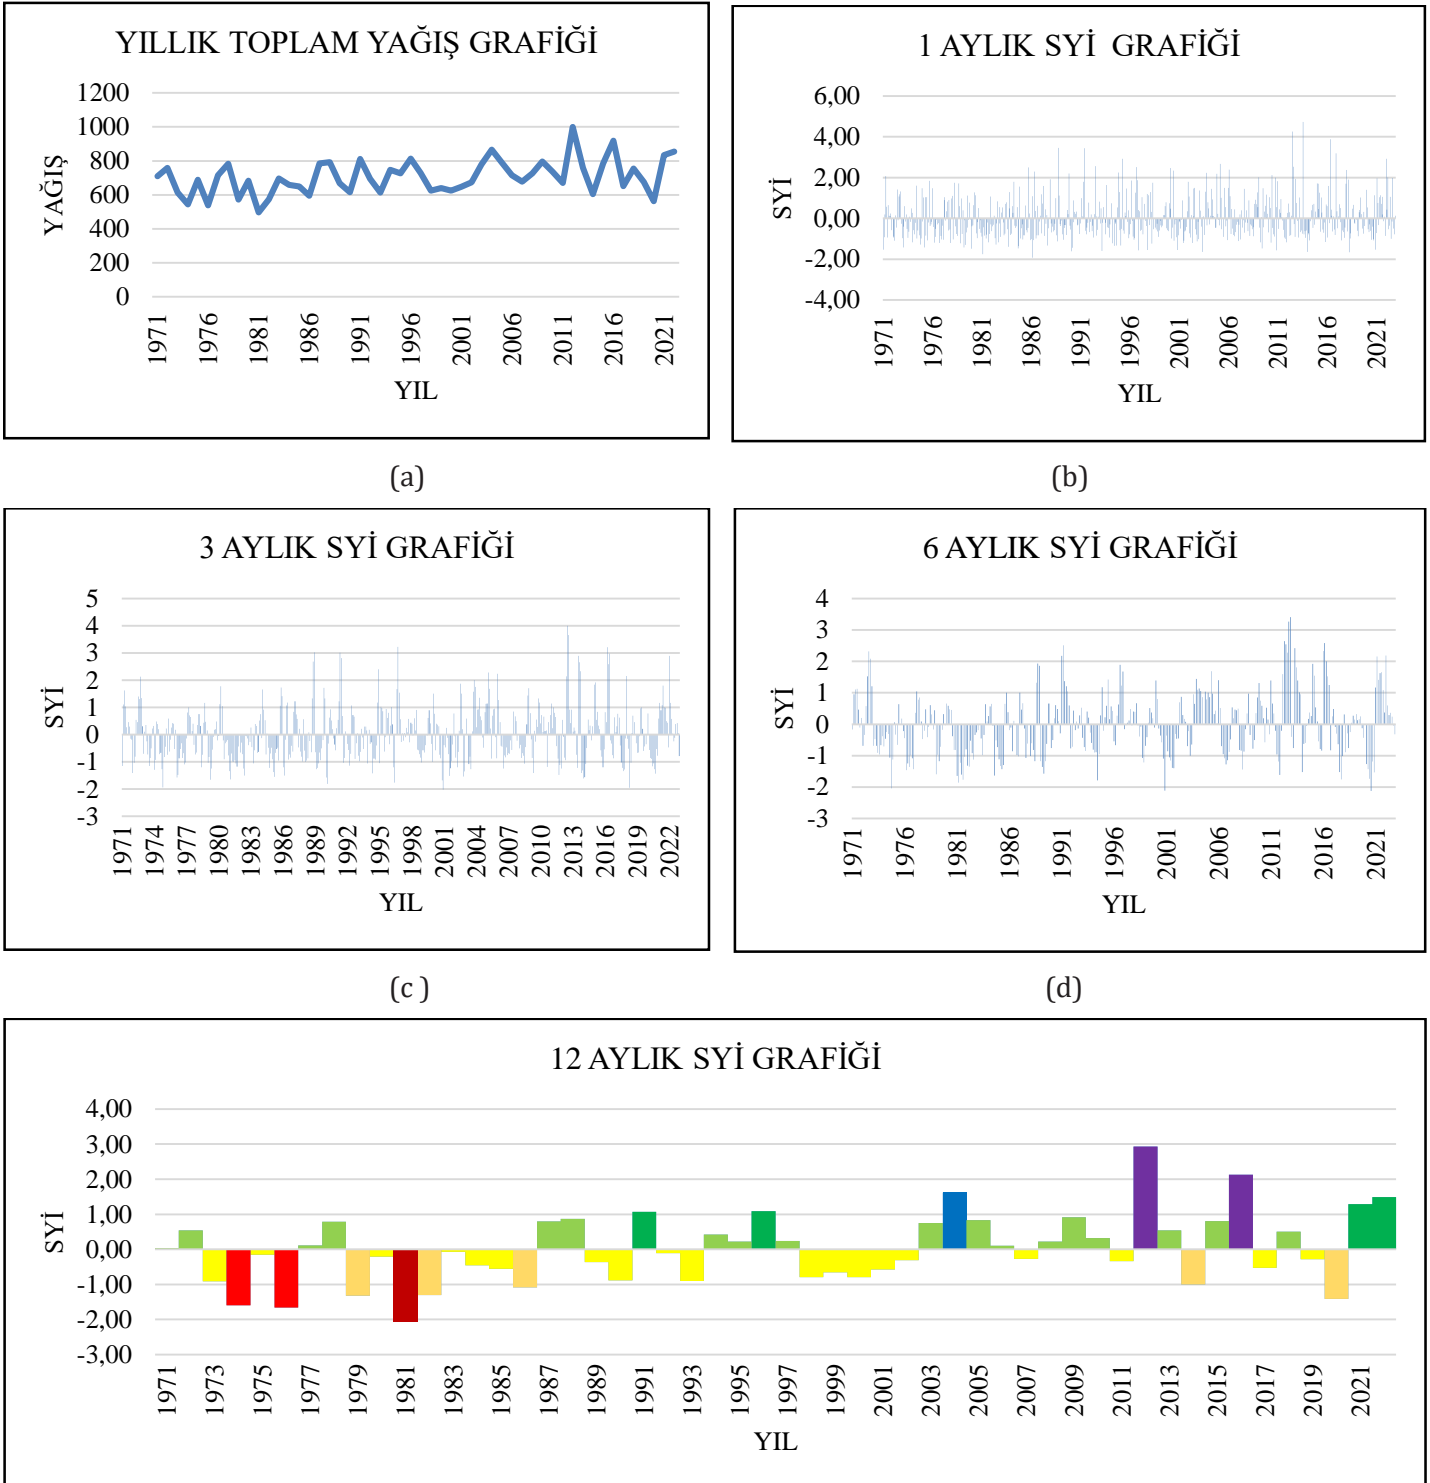 YILLIK TOPLAM YAĞIŞ GRAFİĞİ
1200
1000
800
600
400
200
0
YAĞIŞ
1971 1976 1981 1986 1991 1996 2001 2006 2011 2016 2021
YIL
(a)
1 AYLIK SYİ GRAFİĞİ
6,00
4,00
2,00
0,00
-2,00
-4,00
SYİ
1971 1976 1981 1986 1991 1996 2001 2006 2011 2016 2021
YIL
(b)
3 AYLIK SYİ GRAFİĞİ
5
4
3
2
1
0
-1
-2
-3
SYİ
1971 1974 1977 1980 1983 1986 1989 1992 1995 1998 2001 2004 2007 2010 2013 2016 2019 2022
YIL
(c )
6 AYLIK SYİ GRAFİĞİ
4
3
2
1
0
-1
-2
-3
SYİ
1971 1976 1981 1986 1991 1996 2001 2006 2011 2016 2021
YIL
(d)
12 AYLIK SYİ GRAFİĞİ
4,00
3,00
2,00
1,00
0,00
-1,00
-2,00
-3,00
SYİ
1971 1973 1975 1977 1979 1981 1983 1985 1987 1989 1991 1993 1995 1997 1999 2001 2003 2005 2007 2009 2011 2013 2015 2017 2019 2021
YIL